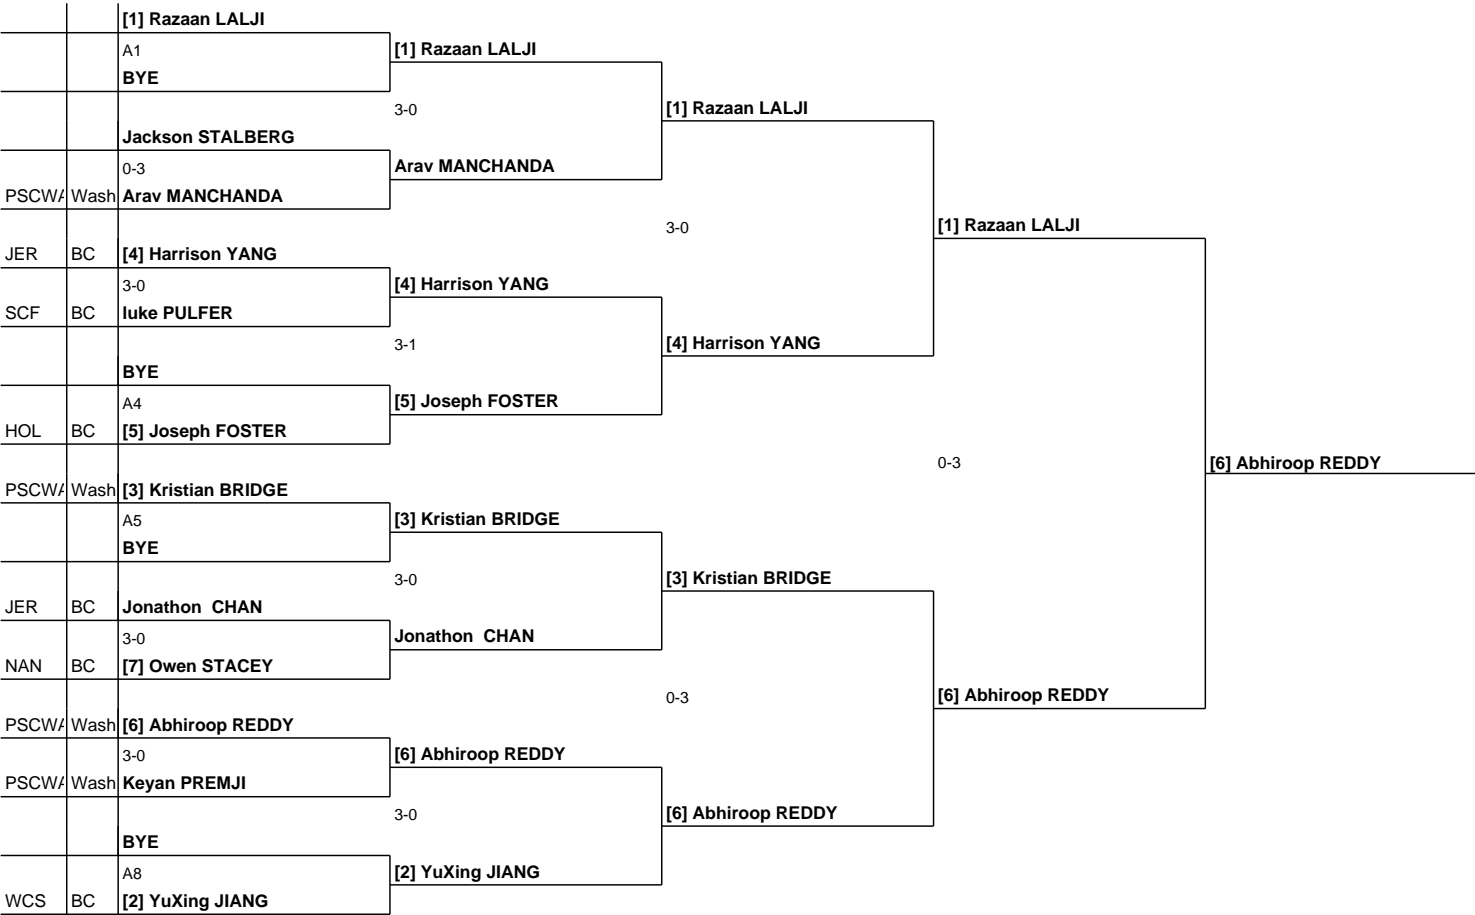 [1] Razaan LALJI
A1
[1] Razaan LALJI
BYE
3-0
[1] Razaan LALJI
Jackson STALBERG
0-3
Arav MANCHANDA
PSCWA Wash Arav MANCHANDA
3-0
[1] Razaan LALJI
JER BC [4] Harrison YANG
3-0
[4] Harrison YANG
SCF BC luke PULFER
3-1
[4] Harrison YANG
BYE
A4
[5] Joseph FOSTER
HOL BC [5] Joseph FOSTER
0-3
[6] Abhiroop REDDY
PSCWA Wash [3] Kristian BRIDGE
A5
[3] Kristian BRIDGE
BYE
3-0
[3] Kristian BRIDGE
JER BC Jonathon CHAN
3-0
Jonathon CHAN
NAN BC [7] Owen STACEY
0-3
[6] Abhiroop REDDY
PSCWA Wash [6] Abhiroop REDDY
3-0
[6] Abhiroop REDDY
PSCWA Wash Keyan PREMJI
3-0
[6] Abhiroop REDDY
BYE
A8
[2] YuXing JIANG
WCS BC [2] YuXing JIANG